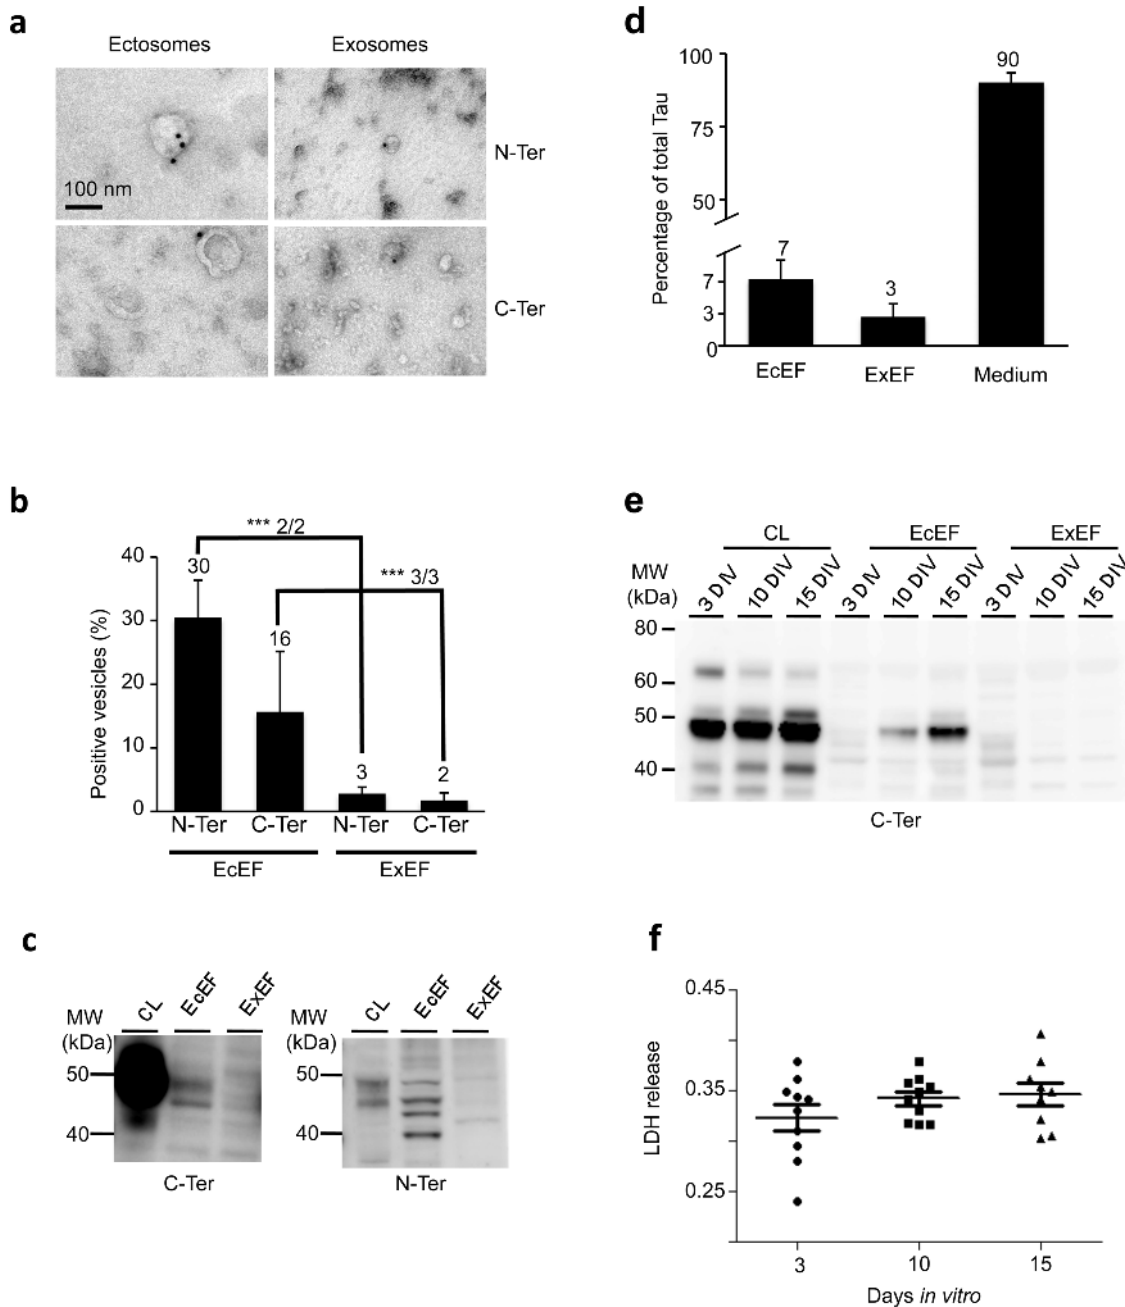 a
Ectosomes
Exosomes
100 nm
N-Ter
C-Ter
b
Positive vesicles (%)
40
30
20
10
0
30
16
3
2
*** 2/2
*** 3/3
N-Ter
C-Ter
N-Ter
C-Ter
EcEF
ExEF
c
MW
(kDa)
CL
EcEF
ExEF
50
40
C-Ter
MW
(kDa)
CL
EcEF
ExEF
50
40
N-Ter
d
Percentage of total Tau
100
75
50
7
3
0
7
3
90
EcEF
ExEF
Medium
e
CL
EcEF
ExEF
MW
(kDa)
3 DIV
10 DIV
15 DIV
3 DIV
10 DIV
15 DIV
3 DIV
10 DIV
15 DIV
80
60
50
40
C-Ter
f
LDH release
0.45
0.35
0.25
3
10
15
Days in vitro